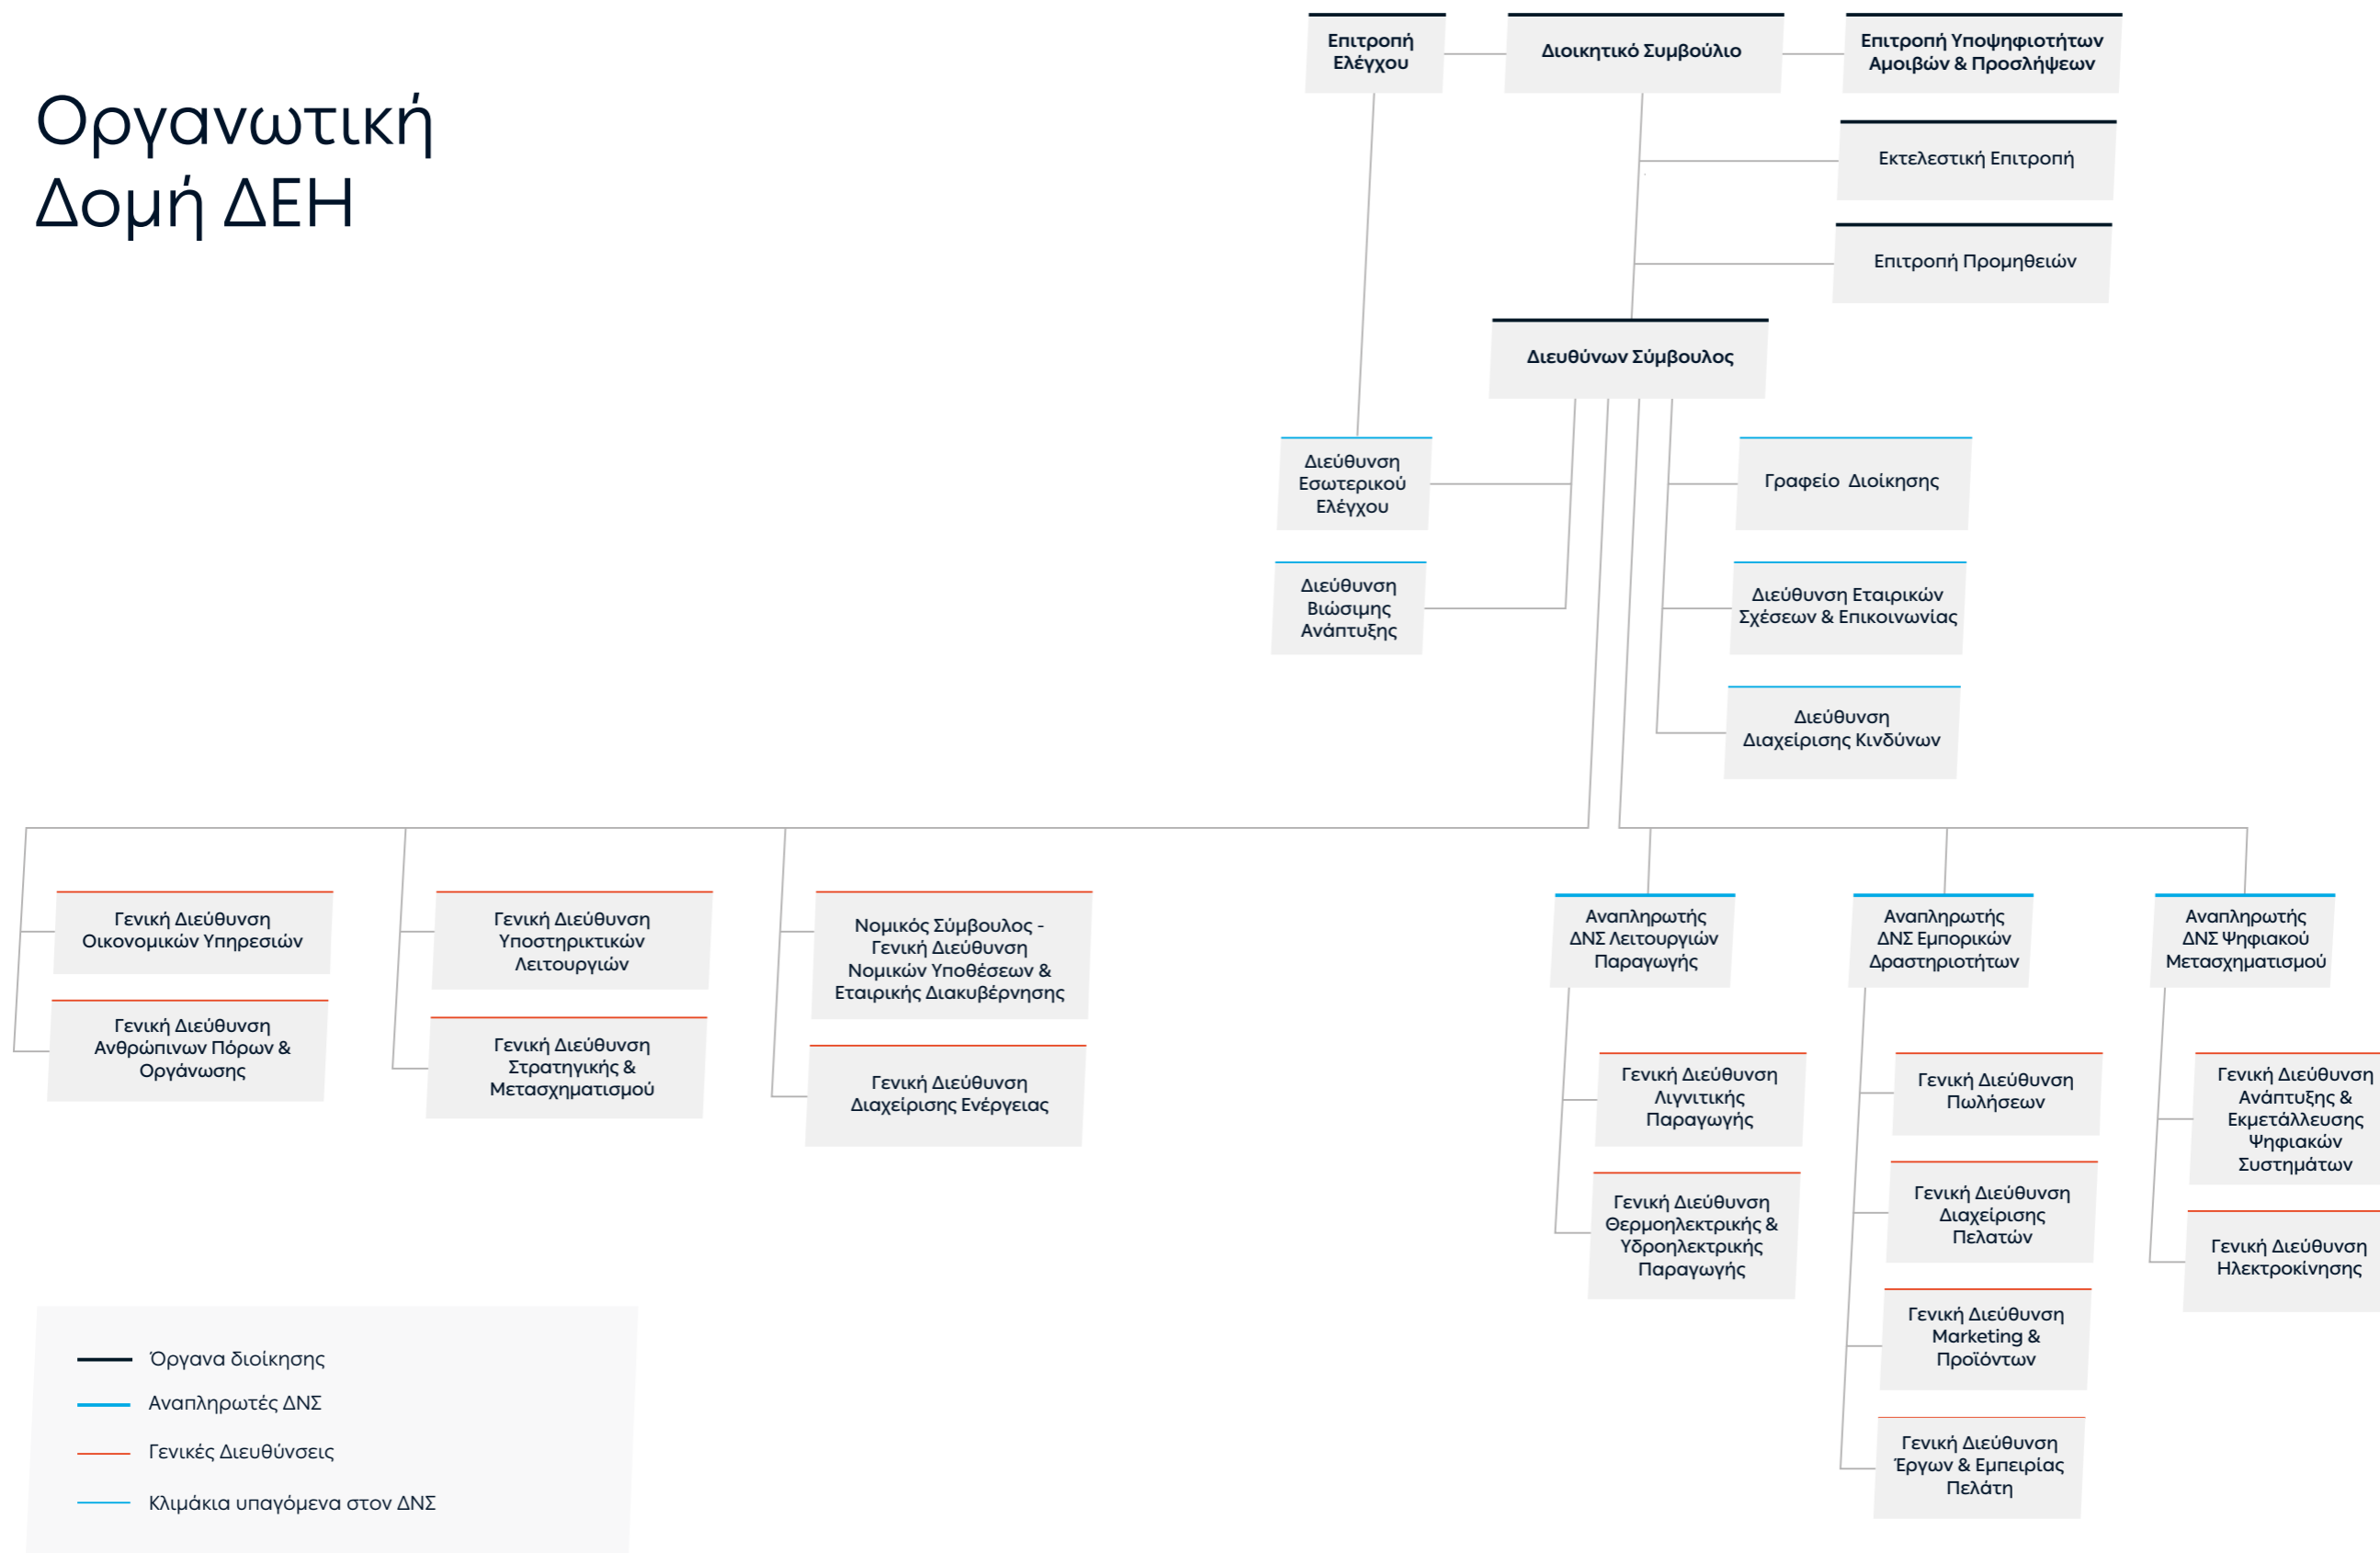 Οργανωτική
Δομή ΔΕΗ
Επιτροπή
Ελέγχου
Διοικητικό Συμβούλιο
Επιτροπή Υποψηφιοτήτων
Αμοιβών & Προσλήψεων
Εκτελεστική Επιτροπή
Επιτροπή Προμηθειών
Διευθύνων Σύμβουλος
Διεύθυνση
Εσωτερικού
Ελέγχου
Γραφείο Διοίκησης
Διεύθυνση
Βιώσιμης
Ανάπτυξης
Διεύθυνση Εταιρικών
Σχέσεων & Επικοινωνίας
Διεύθυνση
Διαχείρισης Κινδύνων
Γενική Διεύθυνση
Οικονομικών Υπηρεσιών
Γενική Διεύθυνση
Ανθρώπινων Πόρων &
Οργάνωσης
Γενική Διεύθυνση
Υποστηρικτικών
Λειτουργιών
Γενική Διεύθυνση
Στρατηγικής &
Μετασχηματισμού
Νομικός Σύμβουλος -
Γενική Διεύθυνση
Νομικών Υποθέσεων &
Εταιρικής Διακυβέρνησης
Γενική Διεύθυνση
Διαχείρισης Ενέργειας
Αναπληρωτής
ΔΝΣ Λειτουργιών
Παραγωγής
Γενική Διεύθυνση
Λιγνιτικής
Παραγωγής
Γενική Διεύθυνση
Θερμοηλεκτρικής &
Υδροηλεκτρικής
Παραγωγής
Αναπληρωτής
ΔΝΣ Εμπορικών
Δραστηριοτήτων
Γενική Διεύθυνση
Πωλήσεων
Γενική Διεύθυνση
Διαχείρισης
Πελατών
Γενική Διεύθυνση
Marketing &
Προϊόντων
Γενική Διεύθυνση
Έργων & Εμπειρίας
Πελάτη
Αναπληρωτής
ΔΝΣ Ψηφιακού
Μετασχηματισμού
Γενική Διεύθυνση
Ανάπτυξης &
Εκμετάλλευσης
Ψηφιακών
Συστημάτων
Γενική Διεύθυνση
Ηλεκτροκίνησης
Όργανα διοίκησης
Αναπληρωτές ΔΝΣ
Γενικές Διευθύνσεις
Κλιμάκια υπαγόμενα στον ΔΝΣ